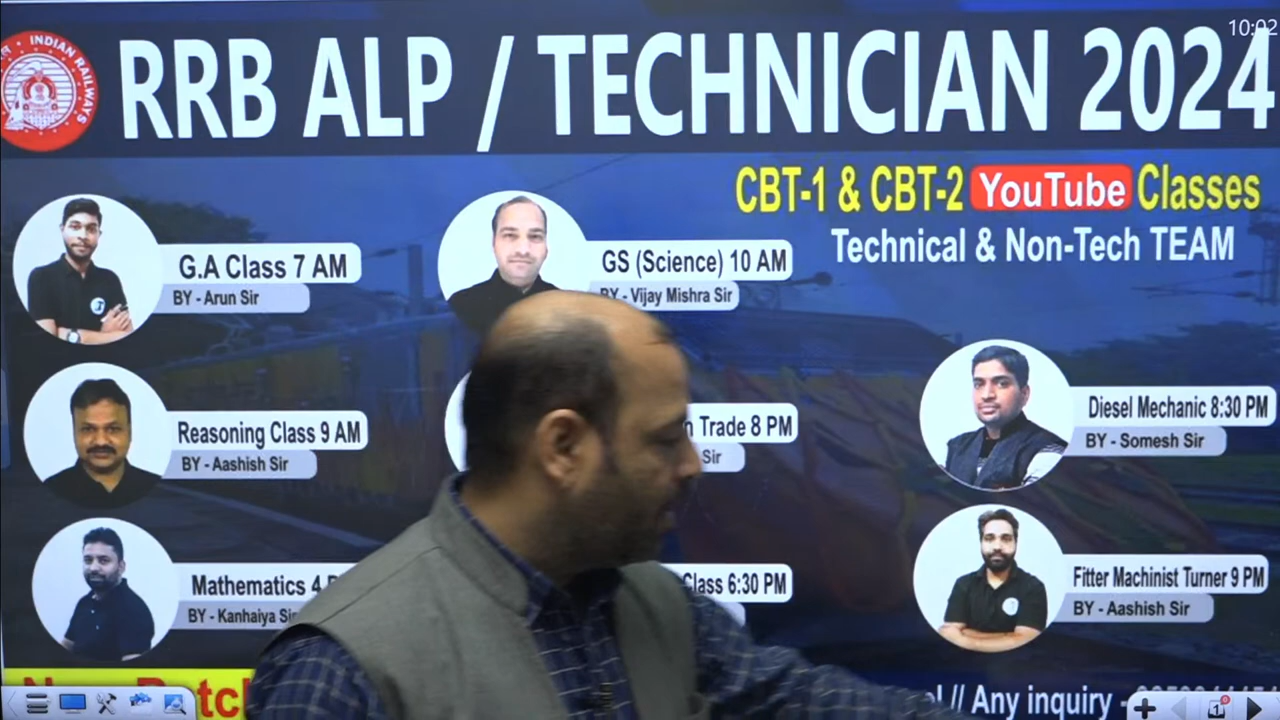 10:02
INDIAN RAILWAYS
RRB ALP / TECHNICIAN 2024
CBT-1 & CBT-2 YouTube Classes
Technical & Non-Tech TEAM
G.A Class 7 AM
BY - Arun Sir
GS (Science) 10 AM
BY - Vijay Mishra Sir
Reasoning Class 9 AM
BY - Aashish Sir
Trade 8 PM
Sir
Diesel Mechanic 8:30 PM
BY - Somesh Sir
Mathematics 4
BY - Kanhaiya Sir
Class 6:30 PM
Fitter Machinist Turner 9 PM
BY - Aashish Sir
// Any inquiry -